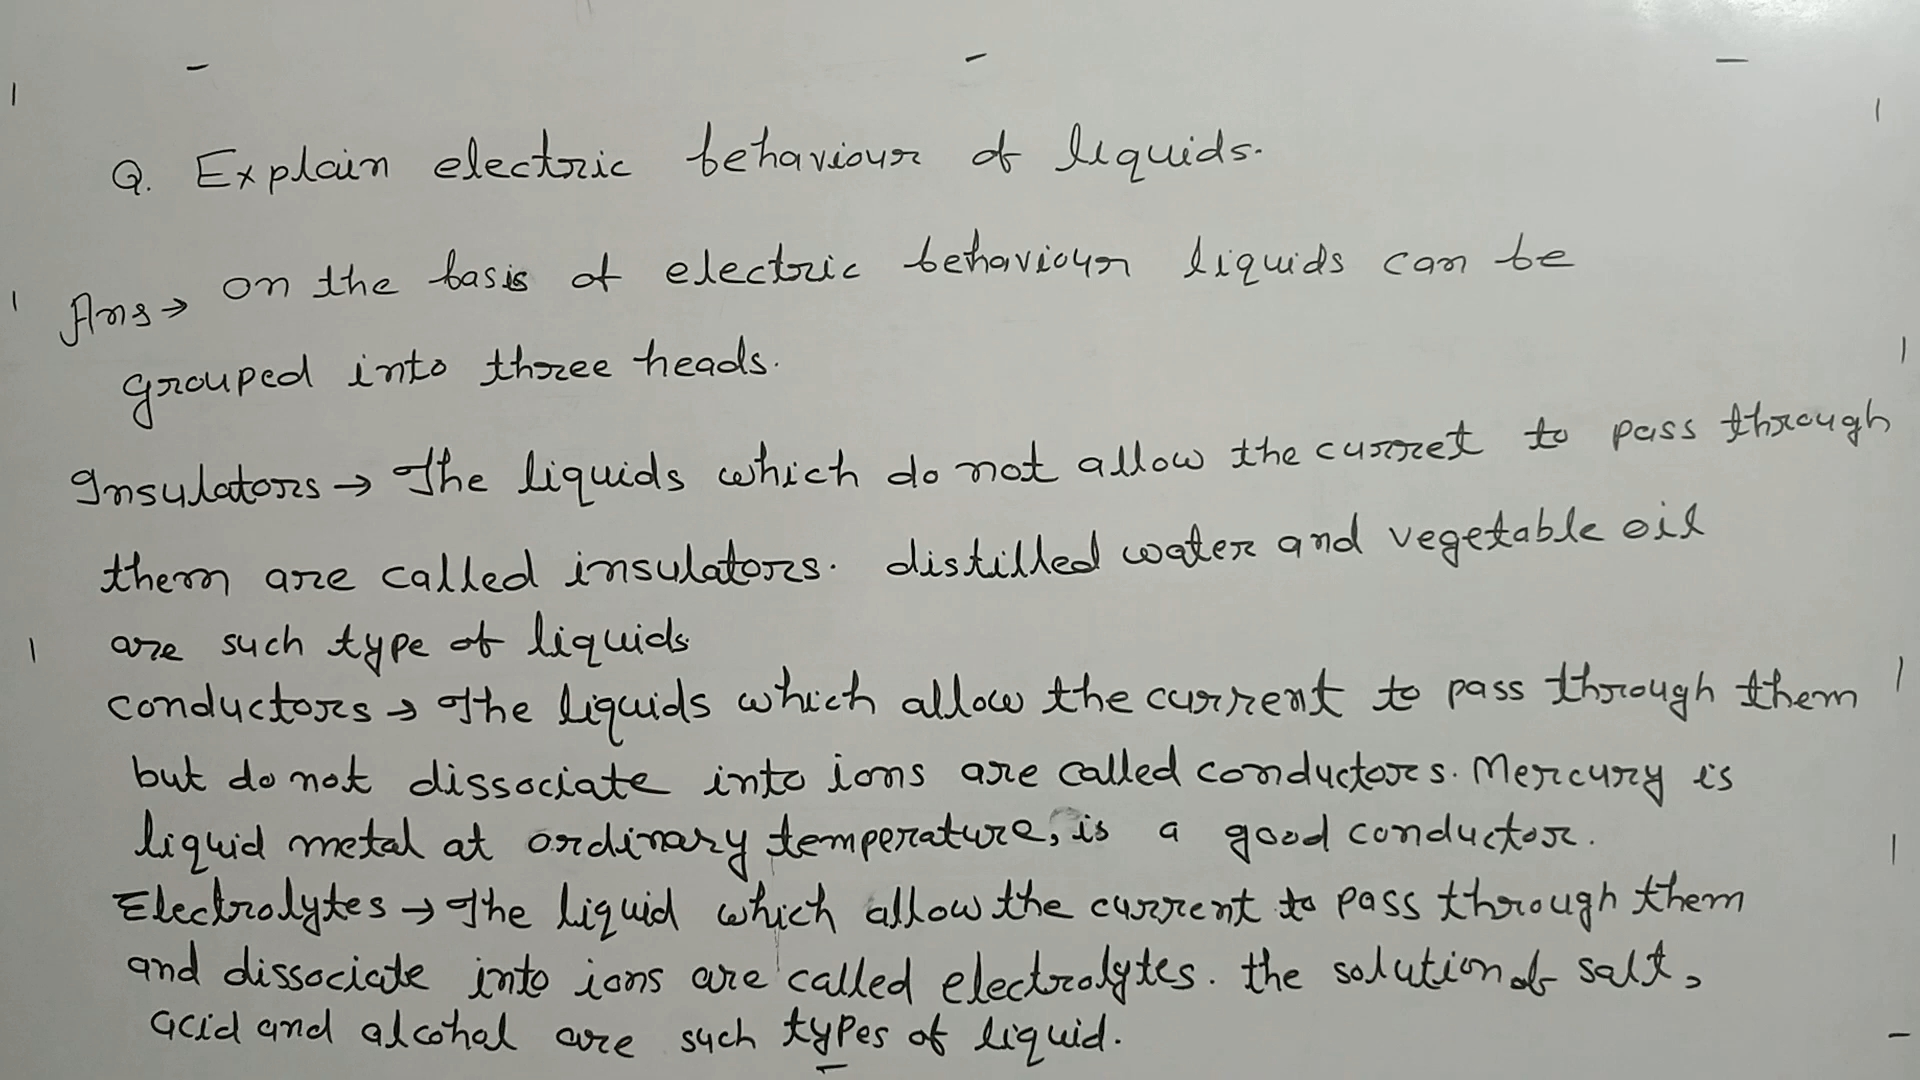 Q. Explain electric behaviour of liquids.
Ans → on the basis of electric behaviour liquids can be
grouped into three heads.
Insulators → The liquids which do not allow the curret to pass through
them are called insulators. distilled water and vegetable oil
are such type of liquids
conductors → The liquids which allow the current to pass through them
but do not dissociate into ions are called conductors. Mercury is
liquid metal at ordinary temperature, is a good conductor.
Electrolytes → The liquid which allow the current to pass through them
and dissociate into ions are called electrolytes. the solution of salt,
acid and alcohal are such types of liquid.